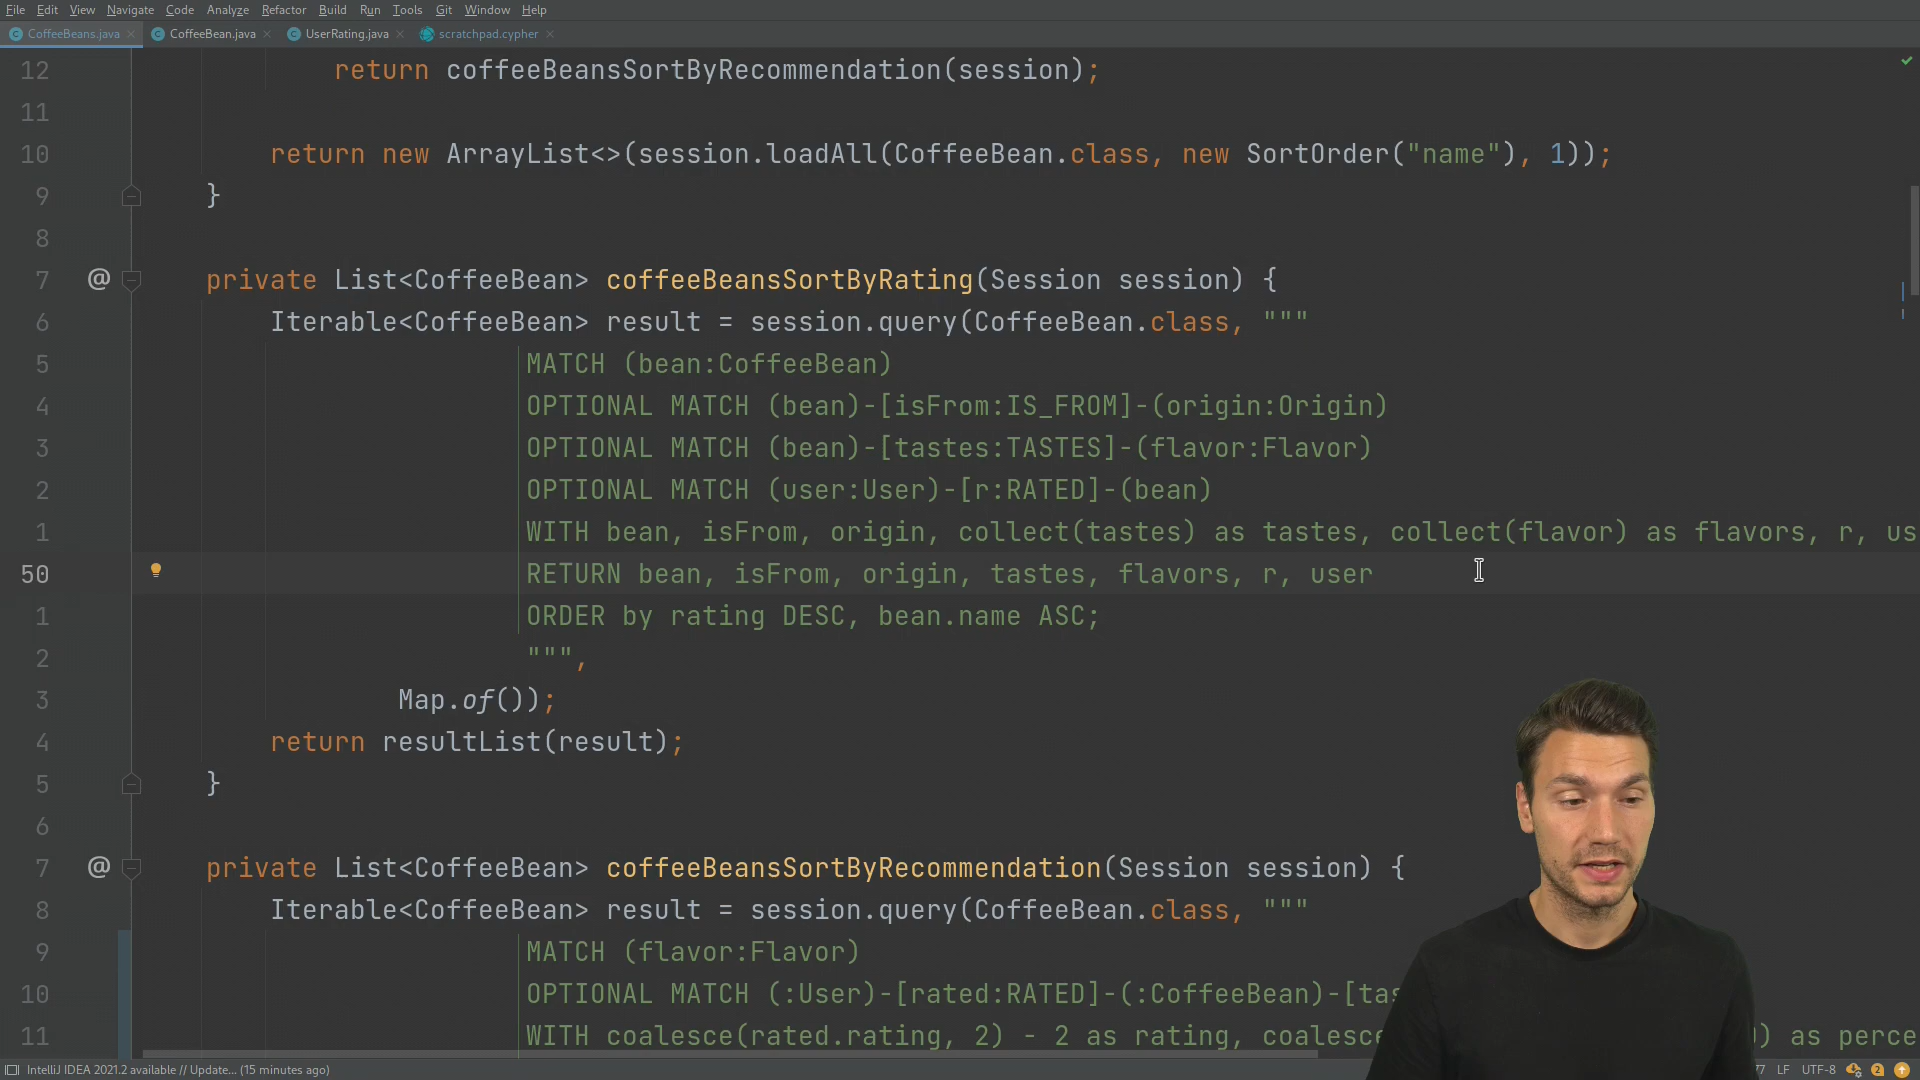 File Edit View Navigate Code Analyze Refactor Build Run Tools Git Window Help
CoffeeBeans.java CoffeeBean.java UserRating.java scratchpad.cypher
12 return coffeeBeansSortByRecommendation(session);
11
10 return new ArrayList<>(session.loadAll(CoffeeBean.class, new SortOrder("name"), 1));
9 }
8
7 @ private List<CoffeeBean> coffeeBeansSortByRating(Session session) {
6 Iterable<CoffeeBean> result = session.query(CoffeeBean.class, """
5 MATCH (bean:CoffeeBean)
4 OPTIONAL MATCH (bean)-[isFrom:IS_FROM]-(origin:Origin)
3 OPTIONAL MATCH (bean)-[tastes:TASTES]-(flavor:Flavor)
2 OPTIONAL MATCH (user:User)-[r:RATED]-(bean)
1 WITH bean, isFrom, origin, collect(tastes) as tastes, collect(flavor) as flavors, r, us
50 RETURN bean, isFrom, origin, tastes, flavors, r, user
1 ORDER by rating DESC, bean.name ASC;
2 """,
3 Map.of());
4 return resultList(result);
5 }
6
7 @ private List<CoffeeBean> coffeeBeansSortByRecommendation(Session session) {
8 Iterable<CoffeeBean> result = session.query(CoffeeBean.class, """
9 MATCH (flavor:Flavor)
10 OPTIONAL MATCH (:User)-[rated:RATED]-(:CoffeeBean)-[tas
11 WITH coalesce(rated.rating, 2) - 2 as rating, coalesce ) as perce
IntelliJ IDEA 2021.2 available // Update... (15 minutes ago) LF UTF-8 2